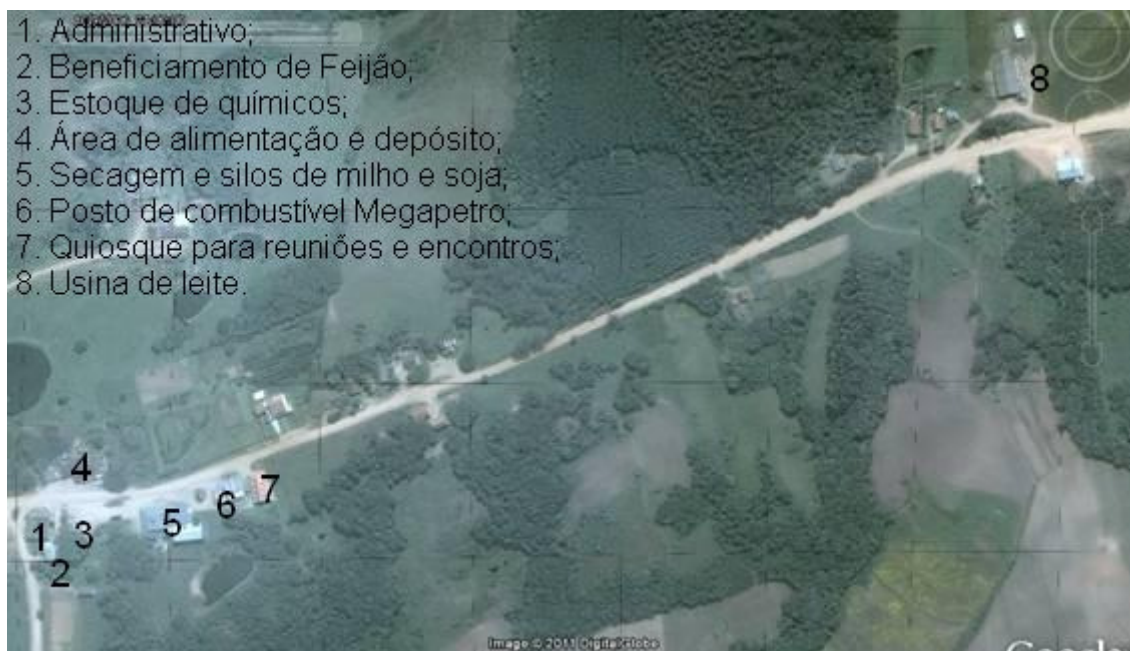 1. Administrativo;
2. Beneficiamento de Feijão;
3. Estoque de químicos;
4. Área de alimentação e depósito;
5. Secagem e silos de milho e soja;
6. Posto de combustível Megapetro;
7. Quiosque para reuniões e encontros;
8. Usina de leite.
8
4
7
6
5
1
3
2
Image © 2011 DigitalGlobe
Google